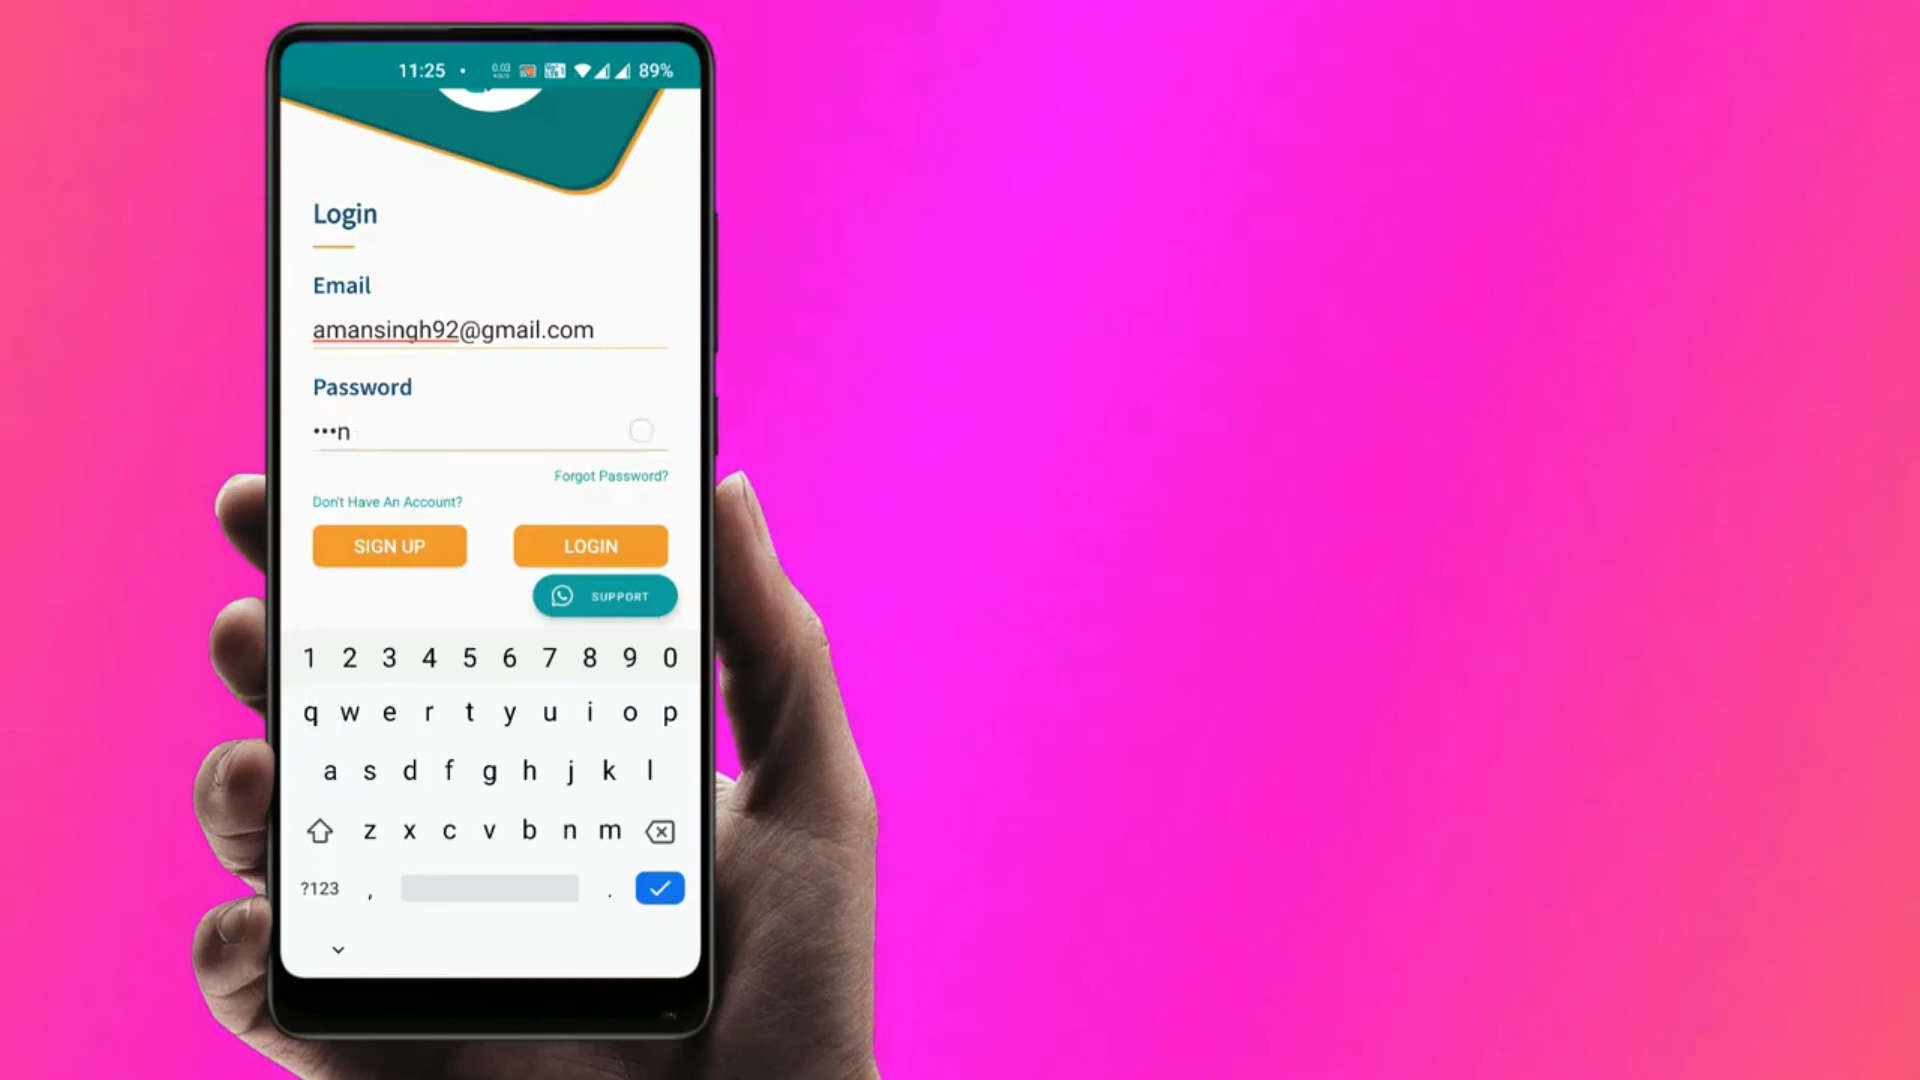 11:25 • 89%
Login
Email
amansingh92@gmail.com
Password
•••n
Forgot Password?
Don't Have An Account?
SIGN UP LOGIN
SUPPORT
1 2 3 4 5 6 7 8 9 0
q w e r t y u i o p
a s d f g h j k l
z x c v b n m
?123 , .